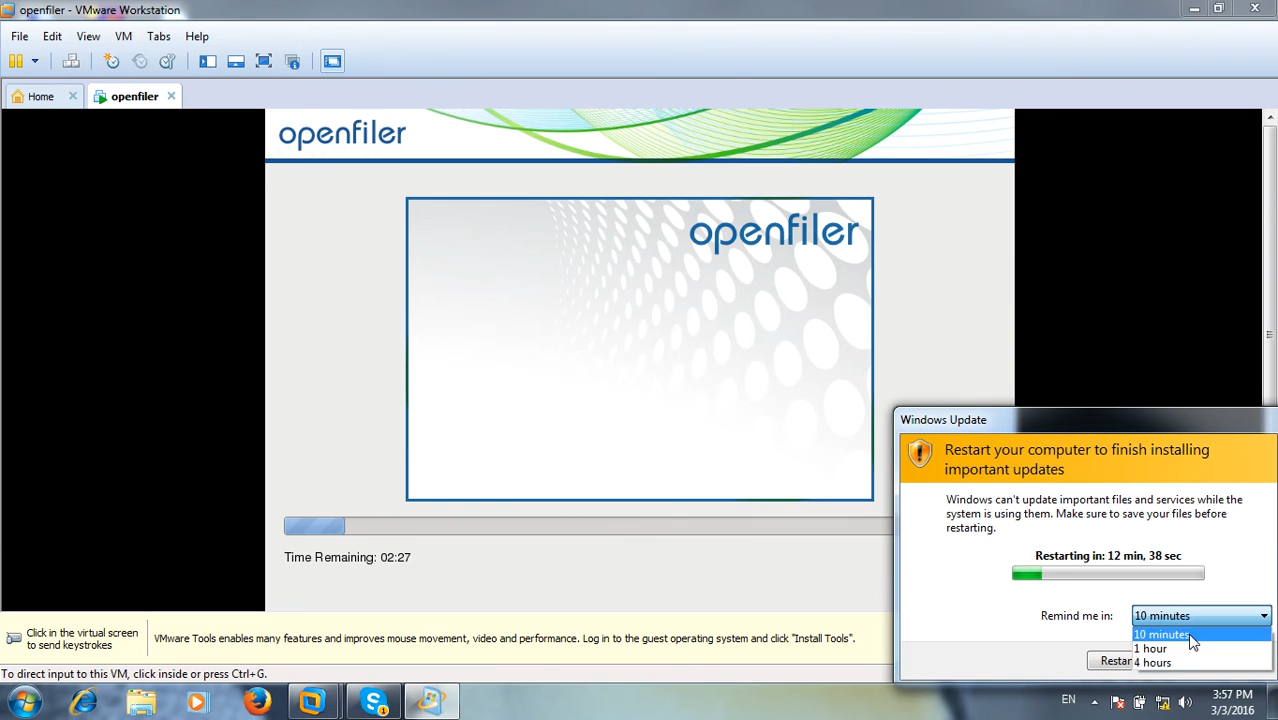 openfiler - VMware Workstation
File Edit View VM Tabs Help
Home openfiler
openfiler
openfiler
Time Remaining: 02:27
Windows Update
Restart your computer to finish installing
important updates
Windows can't update important files and services while the
system is using them. Make sure to save your files before
restarting.
Restarting in: 12 min, 38 sec
Remind me in: 10 minutes
10 minutes
1 hour
4 hours
Restar
Click in the virtual screen
to send keystrokes
VMware Tools enables many features and improves mouse movement, video and performance. Log in to the guest operating system and click "Install Tools".
To direct input to this VM, click inside or press Ctrl+G.
EN
3:57 PM
3/3/2016